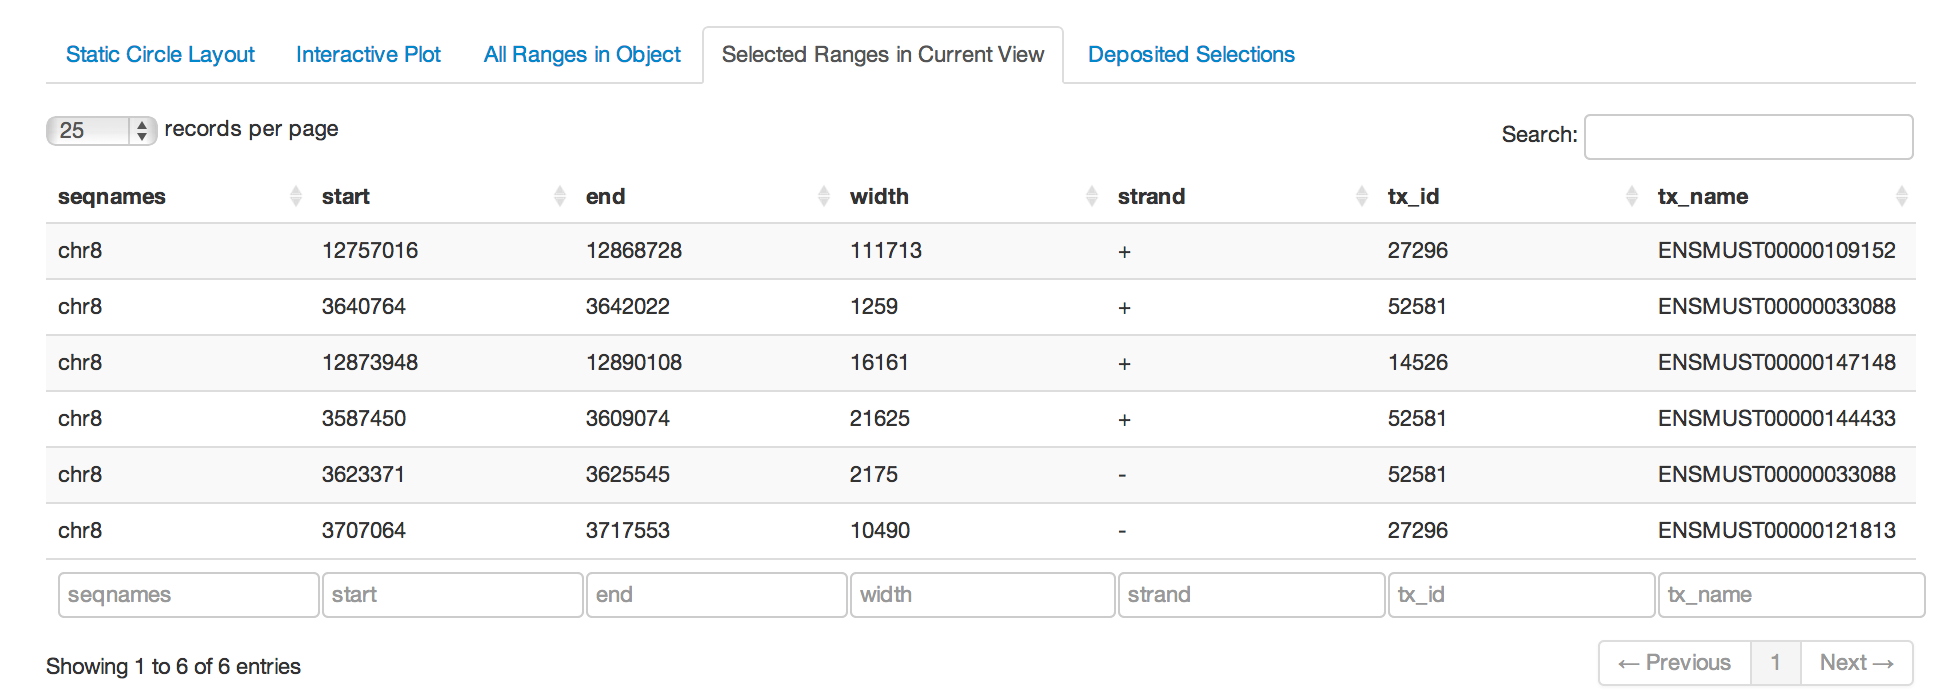 Static Circle Layout Interactive Plot All Ranges in Object Selected Ranges in Current View Deposited Selections
25 records per page Search:
seqnames start end width strand tx_id tx_name
chr8 12757016 12868728 111713 + 27296 ENSMUST00000109152
chr8 3640764 3642022 1259 + 52581 ENSMUST00000033088
chr8 12873948 12890108 16161 + 14526 ENSMUST00000147148
chr8 3587450 3609074 21625 + 52581 ENSMUST00000144433
chr8 3623371 3625545 2175 - 52581 ENSMUST00000033088
chr8 3707064 3717553 10490 - 27296 ENSMUST00000121813
seqnames start end width strand tx_id tx_name
Showing 1 to 6 of 6 entries ← Previous 1 Next →